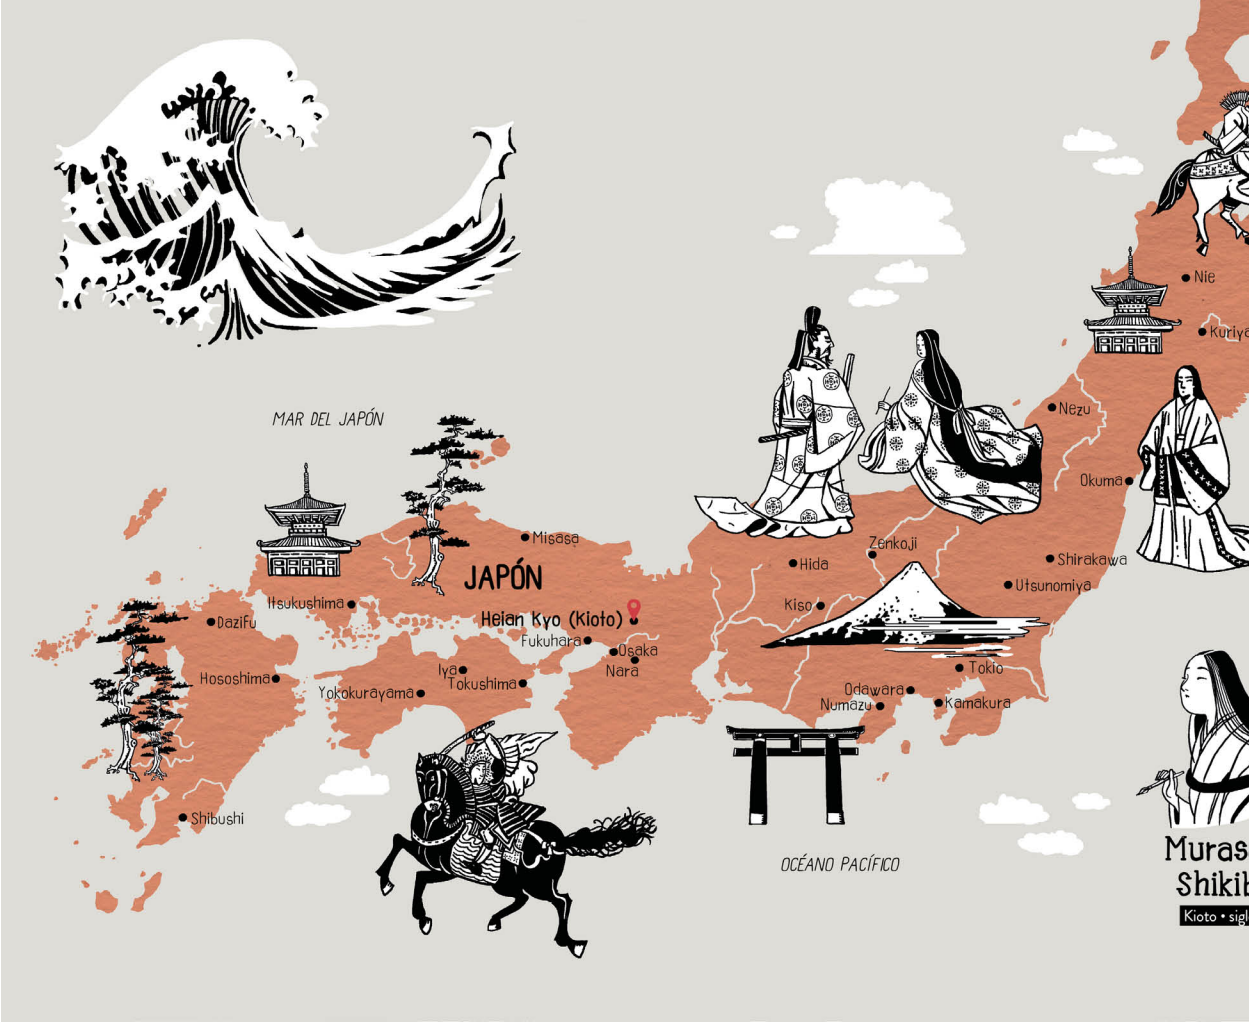 Nie
Kuriya
MAR DEL JAPÓN
Nezu
Okuma
Misasa
Zenkoji
Hida
Shirakawa
JAPÓN
Utsunomiya
Itsukushima
Kiso
Heian Kyo (Kioto)
Dazifu
Fukuhara
Osaka
Nara
Tokio
Iya
Hososhima
Tokushima
Yokokurayama
Odawara
Numazu
Kamakura
Shibushi
OCÉANO PACÍFICO
Muras
Shikib
Kioto • sigl